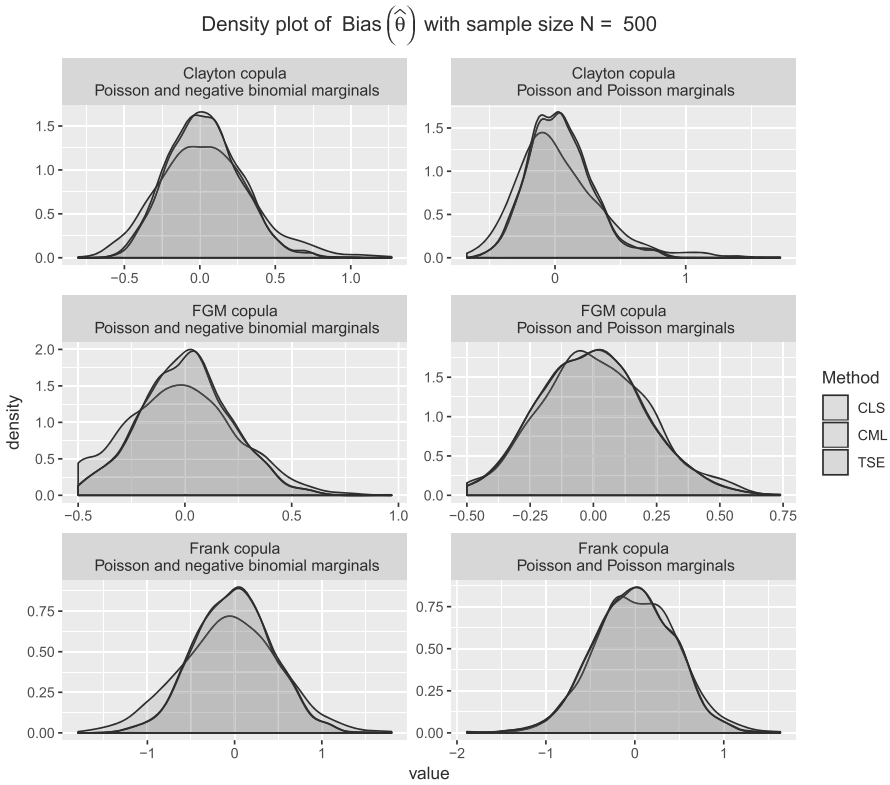 Density plot of Bias(θ̂) with sample size N = 500
Clayton copula
Poisson and negative binomial marginals
Clayton copula
Poisson and Poisson marginals
1.5
1.0
0.5
0.0
−0.5 0.0 0.5 1.0
1.5
1.0
0.5
0.0
0 1
FGM copula
Poisson and negative binomial marginals
FGM copula
Poisson and Poisson marginals
2.0
1.5
1.0
0.5
0.0
−0.5 0.0 0.5 1.0
1.5
1.0
0.5
0.0
−0.50 −0.25 0.00 0.25 0.50 0.75
density
Frank copula
Poisson and negative binomial marginals
Frank copula
Poisson and Poisson marginals
0.75
0.50
0.25
0.00
−1 0 1
0.75
0.50
0.25
0.00
−2 −1 0 1
value
Method
CLS
CML
TSE